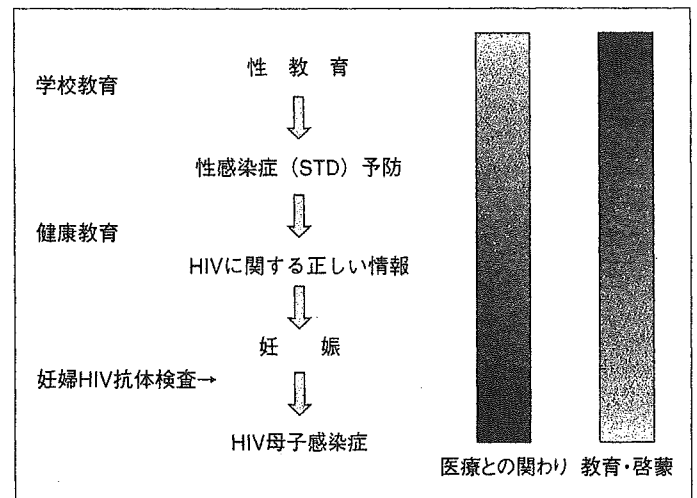 学校教育
性 教 育
性感染症（STD）予防
健康教育
HIVに関する正しい情報
妊 娠
妊婦HIV抗体検査→
HIV母子感染症
医療との関わり 教育・啓蒙